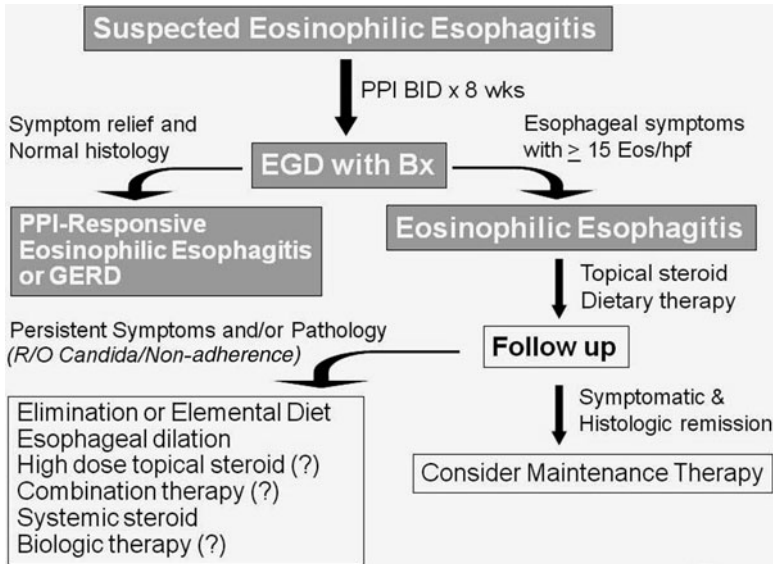 Suspected Eosinophilic Esophagitis
PPI BID x 8 wks
Symptom relief and
Normal histology
EGD with Bx
Esophageal symptoms
with ≥ 15 Eos/hpf
PPI-Responsive
Eosinophilic Esophagitis
or GERD
Eosinophilic Esophagitis
Topical steroid
Dietary therapy
Persistent Symptoms and/or Pathology
(R/O Candida/Non-adherence)
Follow up
Symptomatic &
Histologic remission
Elimination or Elemental Diet
Esophageal dilation
High dose topical steroid (?)
Combination therapy (?)
Systemic steroid
Biologic therapy (?)
Consider Maintenance Therapy